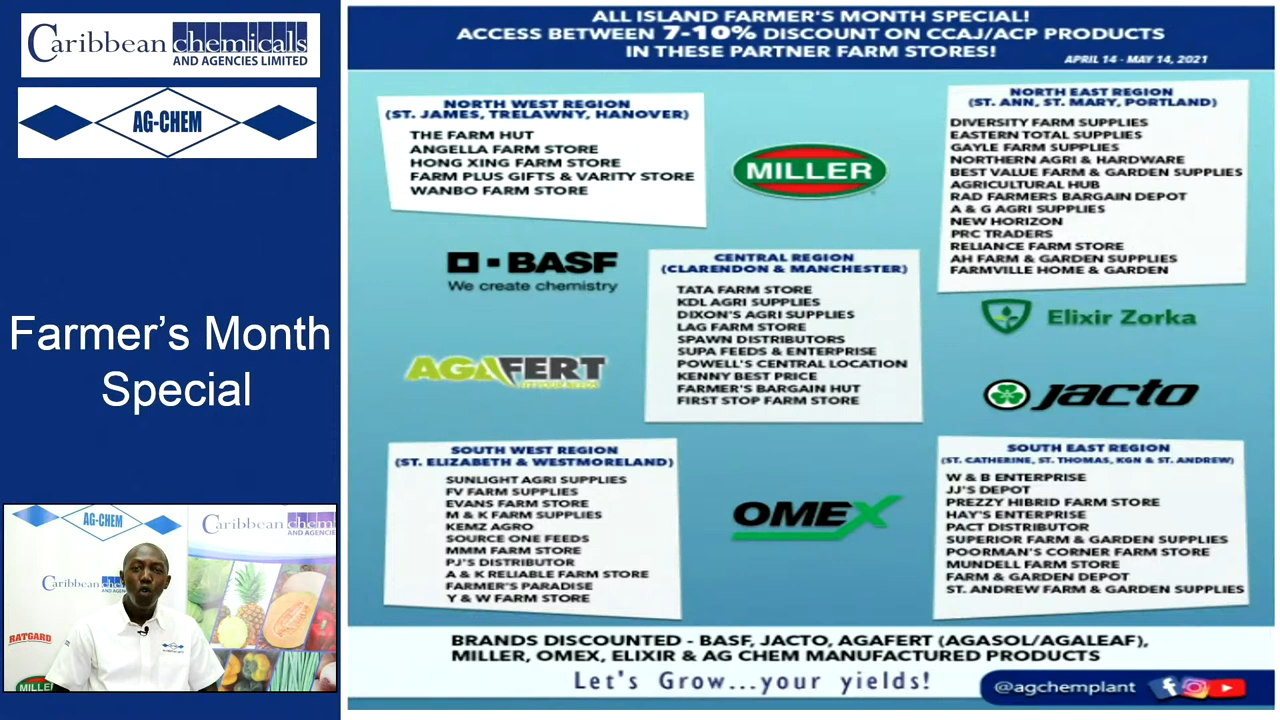 Caribbean chemicals
AND AGENCIES LIMITED
AG-CHEM
Farmer's Month
Special
ALL ISLAND FARMER'S MONTH SPECIAL!
ACCESS BETWEEN 7-10% DISCOUNT ON CCAJ/ACP PRODUCTS
IN THESE PARTNER FARM STORES!
APRIL 14 - MAY 14, 2021
NORTH WEST REGION
(ST. JAMES, TRELAWNY, HANOVER)
THE FARM HUT
ANGELLA FARM STORE
HONG XING FARM STORE
FARM PLUS GIFTS & VARITY STORE
WANBO FARM STORE
MILLER
NORTH EAST REGION
(ST. ANN, ST. MARY, PORTLAND)
DIVERSITY FARM SUPPLIES
EASTERN TOTAL SUPPLIES
GAYLE FARM SUPPLIES
NORTHERN AGRI & HARDWARE
BEST VALUE FARM & GARDEN SUPPLIES
AGRICULTURAL HUB
RAD FARMERS BARGAIN DEPOT
A & G AGRI SUPPLIES
NEW HORIZON
PRC TRADERS
RELIANCE FARM STORE
AH FARM & GARDEN SUPPLIES
FARMVILLE HOME & GARDEN
BASF
We create chemistry
CENTRAL REGION
(CLARENDON & MANCHESTER)
TATA FARM STORE
KDL AGRI SUPPLIES
DIXON'S AGRI SUPPLIES
LAG FARM STORE
SPAWN DISTRIBUTORS
SUPA FEEDS & ENTERPRISE
POWELL'S CENTRAL LOCATION
KENNY BEST PRICE
FARMER'S BARGAIN HUT
FIRST STOP FARM STORE
Elixir Zorka
AGAFERT
jacto
SOUTH WEST REGION
(ST. ELIZABETH & WESTMORELAND)
SUNLIGHT AGRI SUPPLIES
FV FARM SUPPLIES
EVANS FARM STORE
M & K FARM SUPPLIES
KEMZ AGRO
SOURCE ONE FEEDS
MMM FARM STORE
PJ'S DISTRIBUTOR
A & K RELIABLE FARM STORE
FARMER'S PARADISE
Y & W FARM STORE
OMEX
SOUTH EAST REGION
(ST. CATHERINE, ST. THOMAS, KGN & ST. ANDREW)
W & B ENTERPRISE
JJ'S DEPOT
PREZZY HIBRID FARM STORE
HAY'S ENTERPRISE
PACT DISTRIBUTOR
SUPERIOR FARM & GARDEN SUPPLIES
POORMAN'S CORNER FARM STORE
MUNDELL FARM STORE
FARM & GARDEN DEPOT
ST. ANDREW FARM & GARDEN SUPPLIES
BRANDS DISCOUNTED - BASF, JACTO, AGAFERT (AGASOL/AGALEAF),
MILLER, OMEX, ELIXIR & AG CHEM MANUFACTURED PRODUCTS
Let's Grow...your yields!
@agchemplant
AG-CHEM
Caribbean chem
AND AGENCIE
Caribbean che
AND AGEN
RATGARD
MILLE